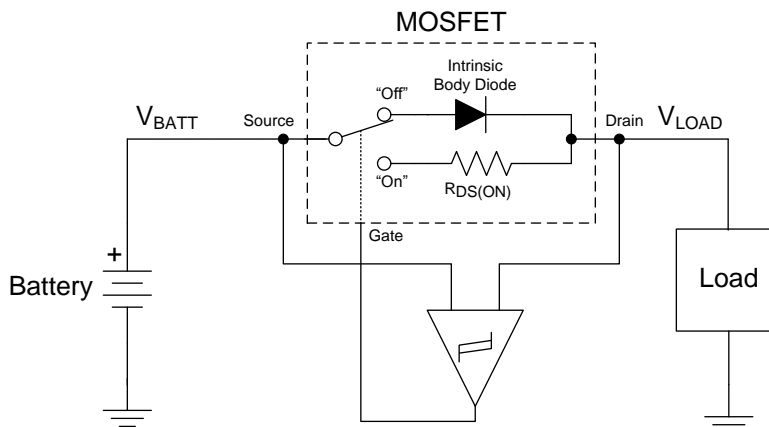 MOSFET
Intrinsic
Body Diode
“Off”
VBATT
Source
Drain
VLOAD
“On”
RDS(ON)
Gate
+
Battery
Load